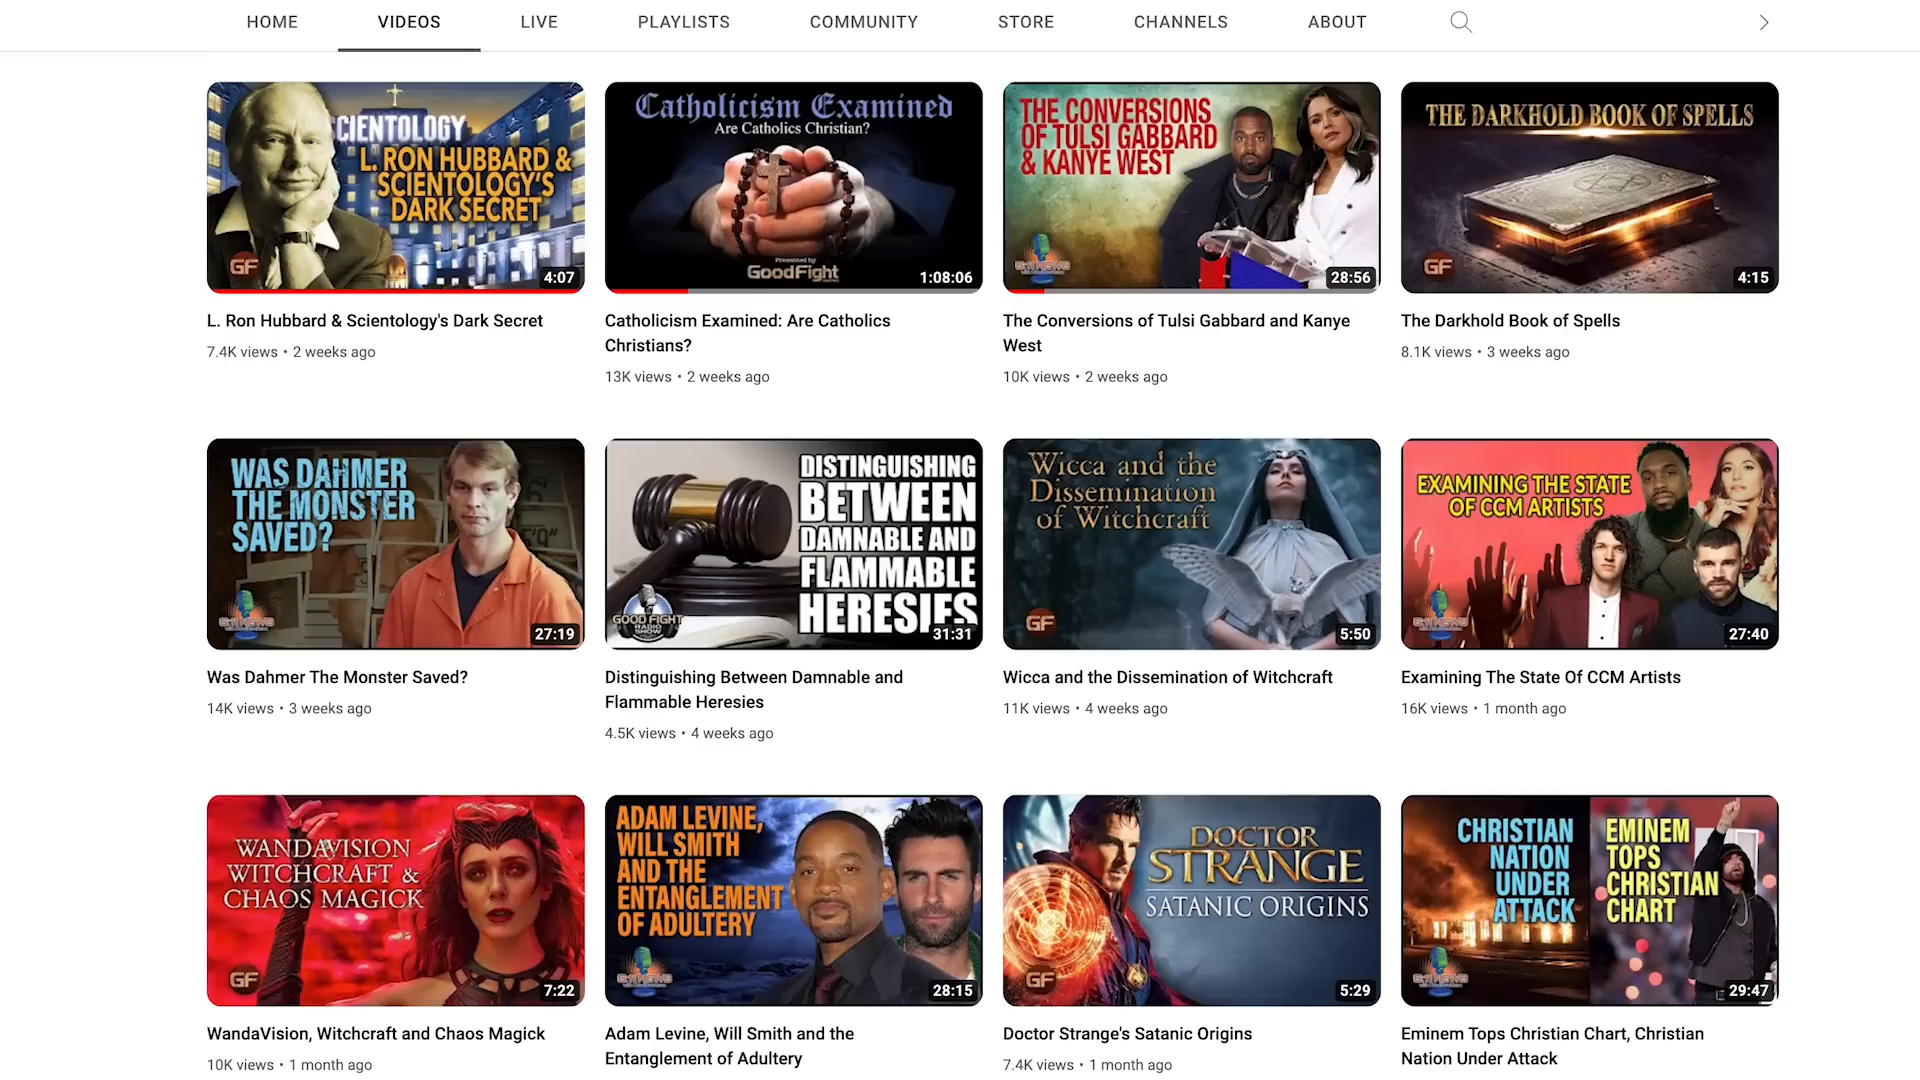 HOME VIDEOS LIVE PLAYLISTS COMMUNITY STORE CHANNELS ABOUT
SCIENTOLOGY
L. RON HUBBARD &
SCIENTOLOGY'S
DARK SECRET
GF
4:07
L. Ron Hubbard & Scientology's Dark Secret
7.4K views • 2 weeks ago
Catholicism Examined
Are Catholics Christian?
Presented by
GoodFight
1:08:06
Catholicism Examined: Are Catholics
Christians?
13K views • 2 weeks ago
THE CONVERSIONS
OF TULSI GABBARD
& KANYE WEST
28:56
The Conversions of Tulsi Gabbard and Kanye
West
10K views • 2 weeks ago
THE DARKHOLD BOOK OF SPELLS
GF
4:15
The Darkhold Book of Spells
8.1K views • 3 weeks ago
WAS DAHMER
THE MONSTER
SAVED?
27:19
Was Dahmer The Monster Saved?
14K views • 3 weeks ago
DISTINGUISHING
BETWEEN
DAMNABLE AND
FLAMMABLE
HERESIES
GOOD FIGHT
RADIO
SHOW
31:31
Distinguishing Between Damnable and
Flammable Heresies
4.5K views • 4 weeks ago
Wicca and the
Dissemination
of Witchcraft
GF
5:50
Wicca and the Dissemination of Witchcraft
11K views • 4 weeks ago
EXAMINING THE STATE
OF CCM ARTISTS
27:40
Examining The State Of CCM Artists
16K views • 1 month ago
WANDAVISION
WITCHCRAFT &
CHAOS MAGICK
GF
7:22
WandaVision, Witchcraft and Chaos Magick
10K views • 1 month ago
ADAM LEVINE,
WILL SMITH
AND THE
ENTANGLEMENT
OF ADULTERY
28:15
Adam Levine, Will Smith and the
Entanglement of Adultery
DOCTOR
STRANGE
SATANIC ORIGINS
GF
5:29
Doctor Strange's Satanic Origins
7.4K views • 1 month ago
CHRISTIAN
NATION
UNDER
ATTACK
EMINEM
TOPS
CHRISTIAN
CHART
29:47
Eminem Tops Christian Chart, Christian
Nation Under Attack